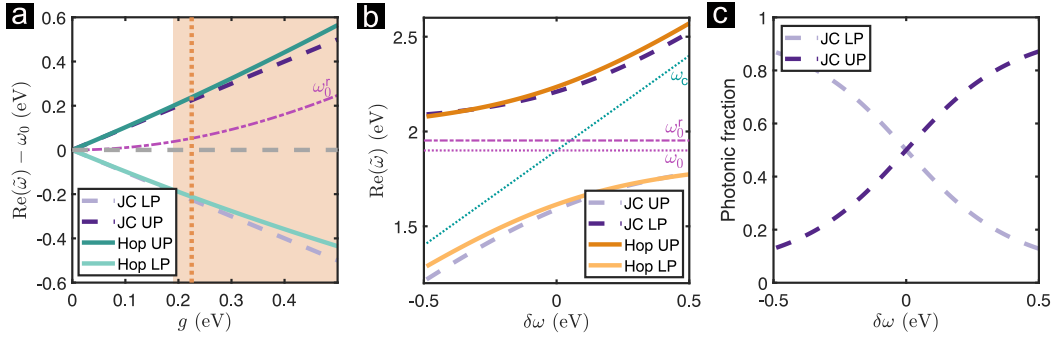 a
0.6
0.4
0.2
0
-0.2
-0.4
-0.6
Re(ω̃) − ω₀ (eV)
ω₀ʳ
JC LP
JC UP
Hop UP
Hop LP
0
0.1
0.2
0.3
0.4
g (eV)
b
2.5
2
1.5
Re(ω̃) (eV)
ω_c
ω₀ʳ
ω₀
JC LP
JC UP
Hop UP
Hop LP
-0.5
0
0.5
δω (eV)
c
1
0.8
0.6
0.4
0.2
0
Photonic fraction
JC LP
JC UP
-0.5
0
0.5
δω (eV)